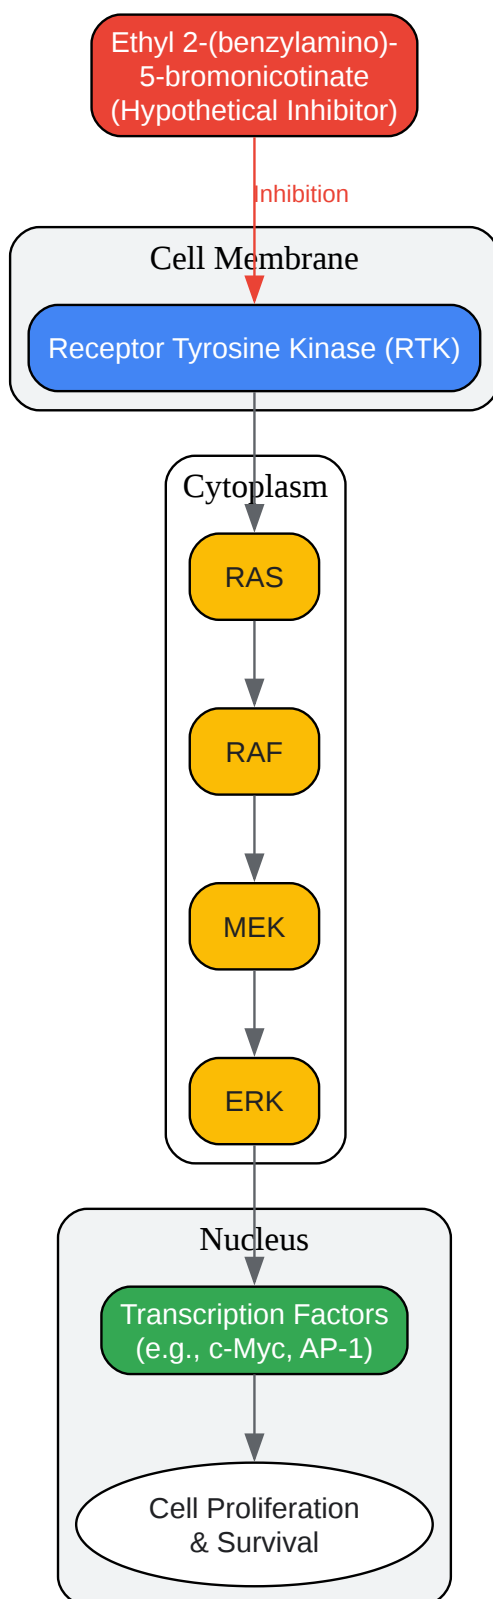 Ethyl 2-(benzylamino)-
5-bromonicotinate
(Hypothetical Inhibitor)
Inhibition
Cell Membrane
Receptor Tyrosine Kinase (RTK)
Cytoplasm
RAS
RAF
MEK
ERK
Nucleus
Transcription Factors
(e.g., c-Myc, AP-1)
Cell Proliferation
& Survival